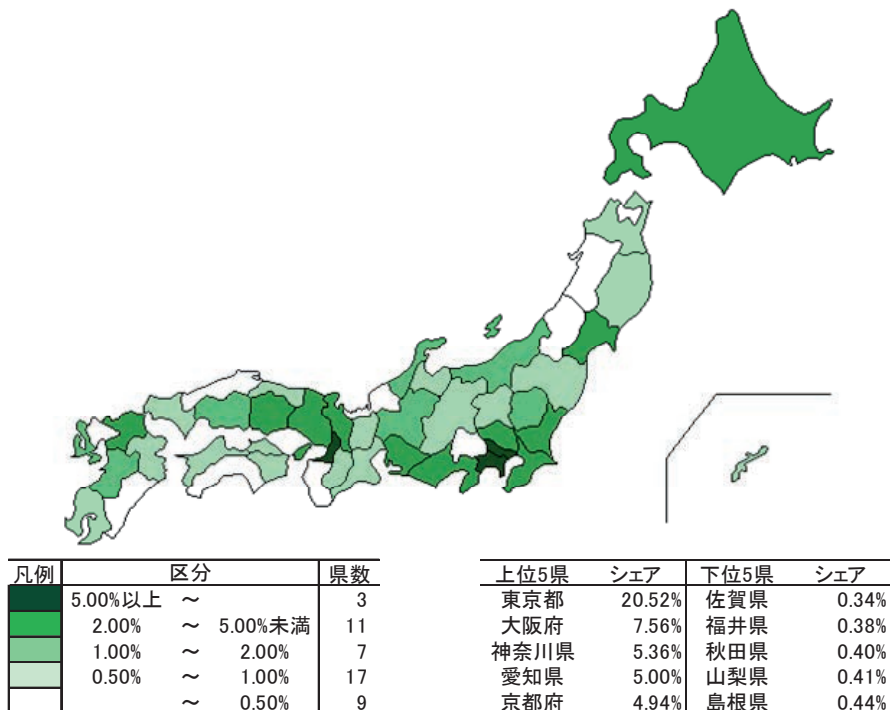 凡例 区分 県数
5.00%以上 ～ 3
2.00% ～ 5.00%未満 11
1.00% ～ 2.00% 7
0.50% ～ 1.00% 17
～ 0.50% 9
上位5県 シェア 下位5県 シェア
東京都 20.52% 佐賀県 0.34%
大阪府 7.56% 福井県 0.38%
神奈川県 5.36% 秋田県 0.40%
愛知県 5.00% 山梨県 0.41%
京都府 4.94% 島根県 0.44%